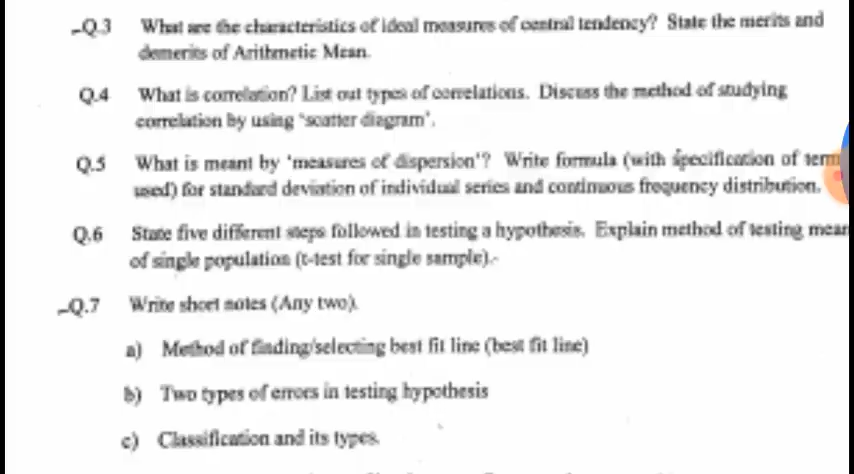 Q.3 What are the characteristics of ideal measures of central tendency? State the merits and
demerits of Arithmetic Mean.
Q.4 What is correlation? List out types of correlations. Discuss the method of studying
correlation by using 'scatter diagram'.
Q.5 What is meant by 'measures of dispersion'? Write formula (with specification of
used) for standard deviation of individual series and continuous frequency distribution.
Q.6 State five different steps followed in testing a hypothesis. Explain method of testing
of single population (t-test for single sample).
Q.7 Write short notes (Any two).
a) Method of finding/selecting best fit line (best fit line)
b) Two types of errors in testing hypothesis
c) Classification and its types.